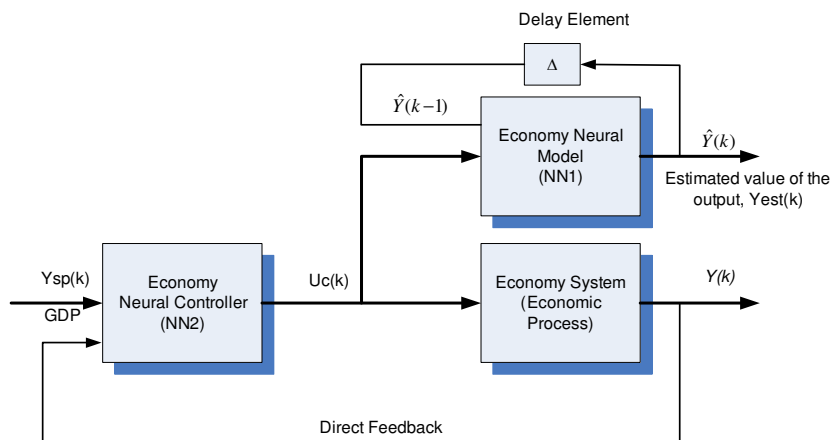 Delay Element
Δ
Ŷ(k−1)
Economy Neural
Model
(NN1)
Ŷ(k)
Estimated value of the
output, Yest(k)
Ysp(k)
GDP
Economy
Neural Controller
(NN2)
Uc(k)
Economy System
(Economic
Process)
Y(k)
Direct Feedback